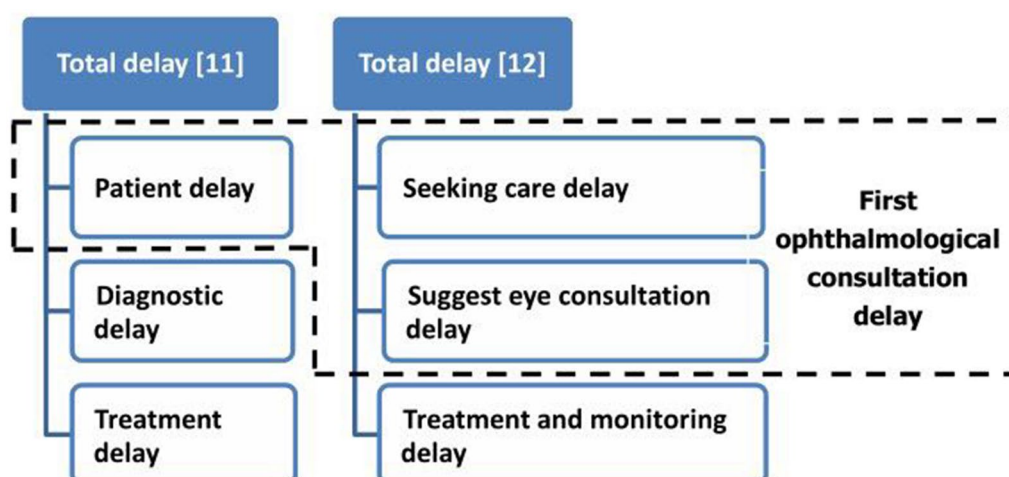 Total delay [11]
Total delay [12]
Patient delay
Seeking care delay
First
ophthalmological
consultation
delay
Diagnostic
delay
Suggest eye consultation
delay
Treatment
delay
Treatment and monitoring
delay